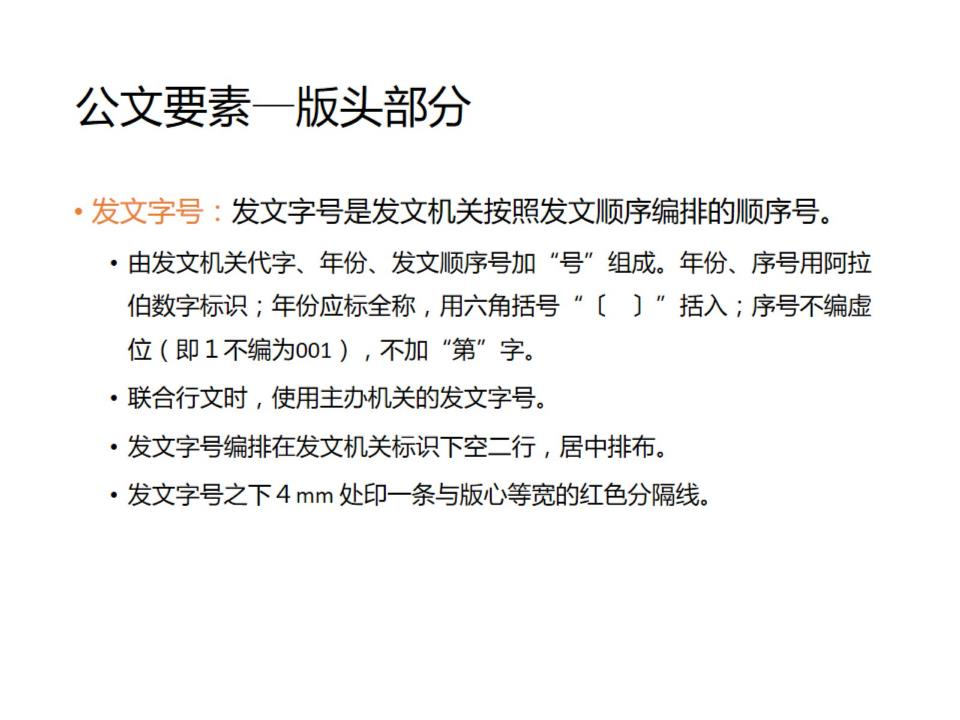 公文要素—版头部分
• 发文字号：发文字号是发文机关按照发文顺序编排的顺序号。
• 由发文机关代字、年份、发文顺序号加“号”组成。年份、序号用阿拉
伯数字标识；年份应标全称，用六角括号“〔　〕”括入；序号不编虚
位（即１不编为001），不加“第”字。
• 联合行文时，使用主办机关的发文字号。
• 发文字号编排在发文机关标识下空二行，居中排布。
• 发文字号之下４mm 处印一条与版心等宽的红色分隔线。